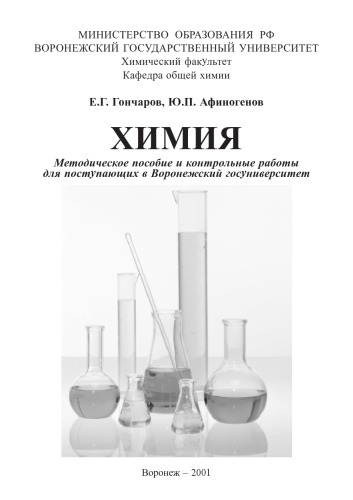 МИНИСТЕРСТВО ОБРАЗОВАНИЯ РФ
ВОРОНЕЖСКИЙ ГОСУДАРСТВЕННЫЙ УНИВЕРСИТЕТ
Химический факультет
Кафедра общей химии
Е.Г. Гончаров, Ю.П. Афиногенов
ХИМИЯ
Методическое пособие и контрольные работы
для поступающих в Воронежский госуниверситет
Воронеж – 2001